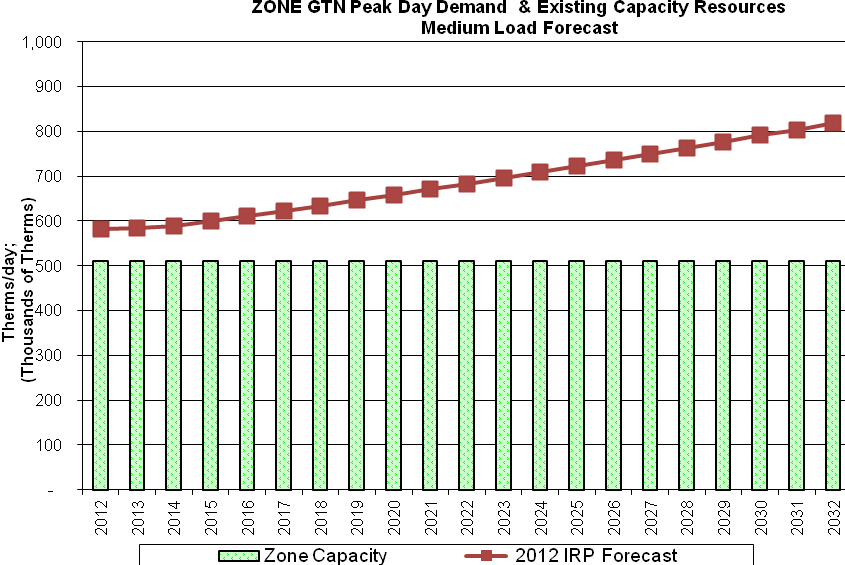 ZONE GTN Peak Day Demand & Existing Capacity Resources
Medium Load Forecast
Therms/day;
(Thousands of Therms)
1,000
900
800
700
600
500
400
300
200
100
-
2012 2013 2014 2015 2016 2017 2018 2019 2020 2021 2022 2023 2024 2025 2026 2027 2028 2029 2030 2031 2032
Zone Capacity 2012 IRP Forecast